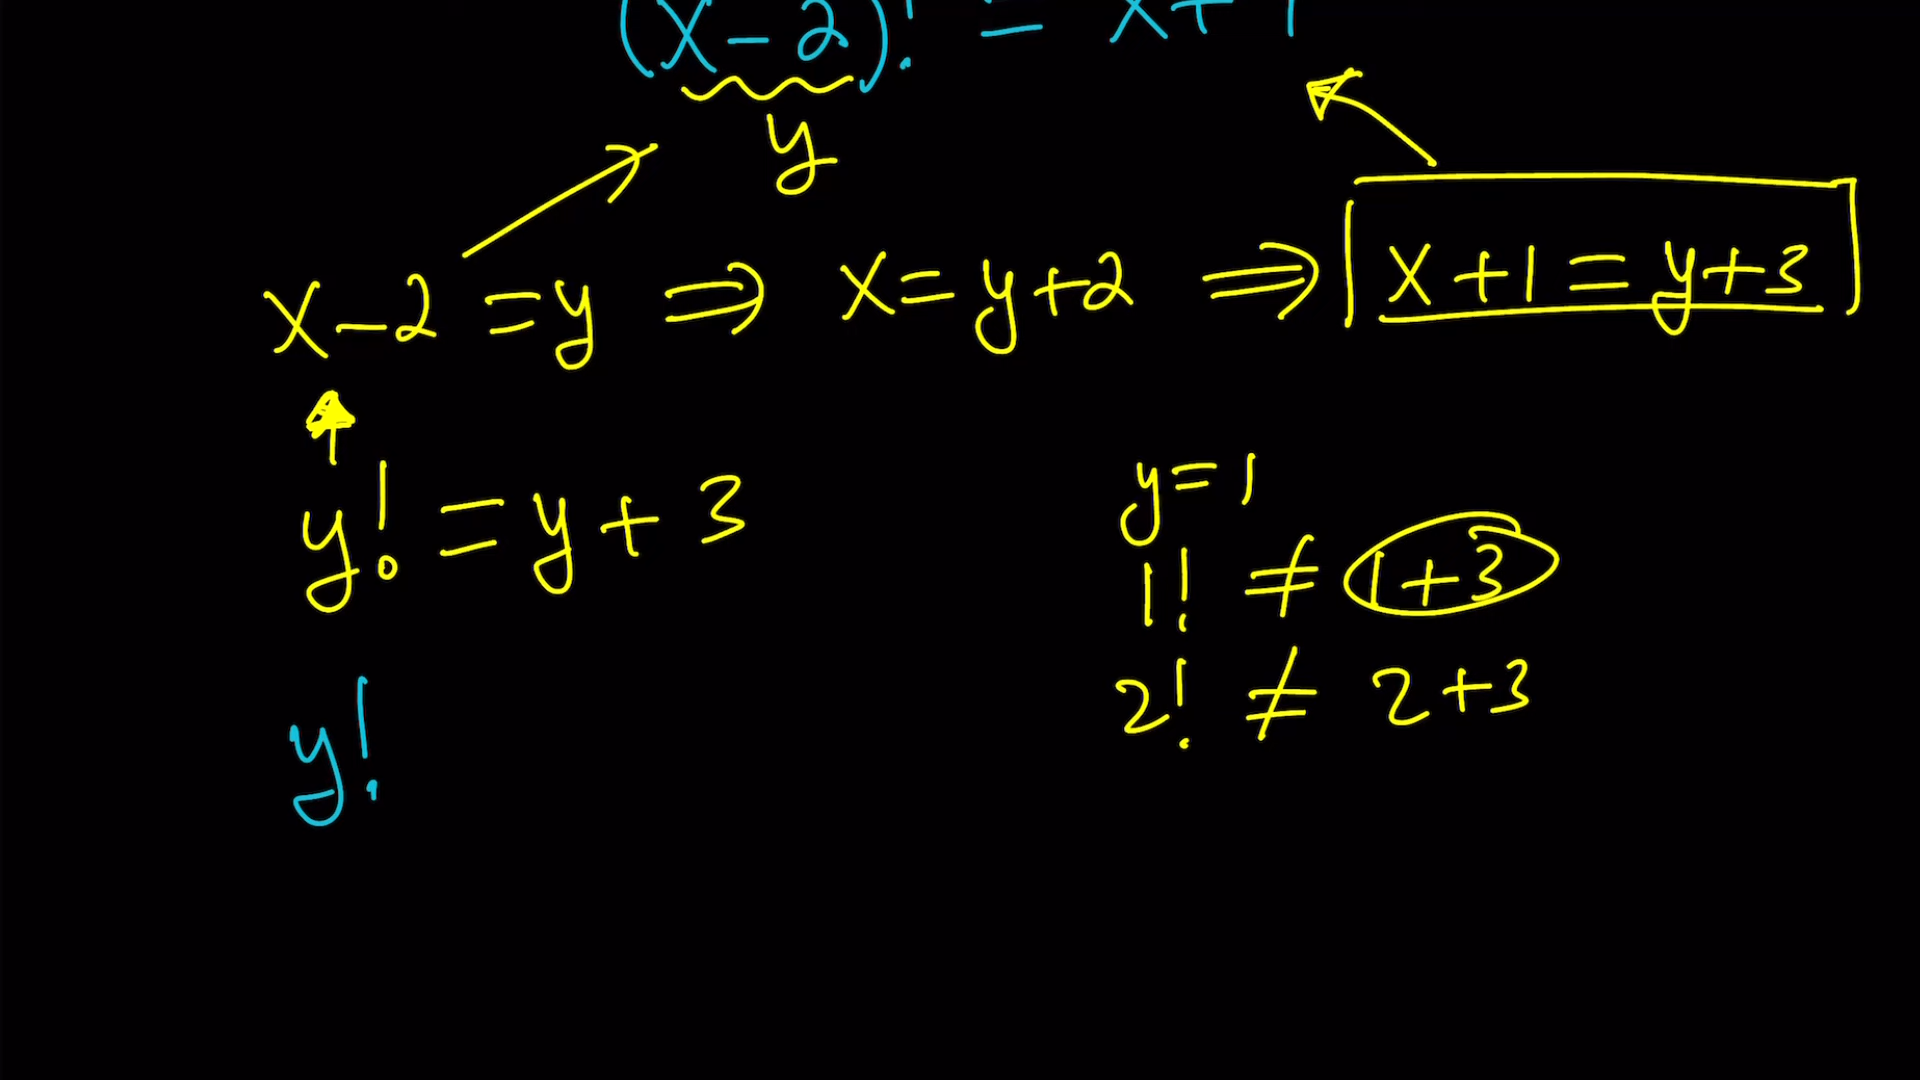 (x-2)! = x+1
y
x-2 =y ⇒ x=y+2 ⇒ x+1=y+3
y! = y+3
y=1
1! ≠ 1+3
2! ≠ 2+3
y!